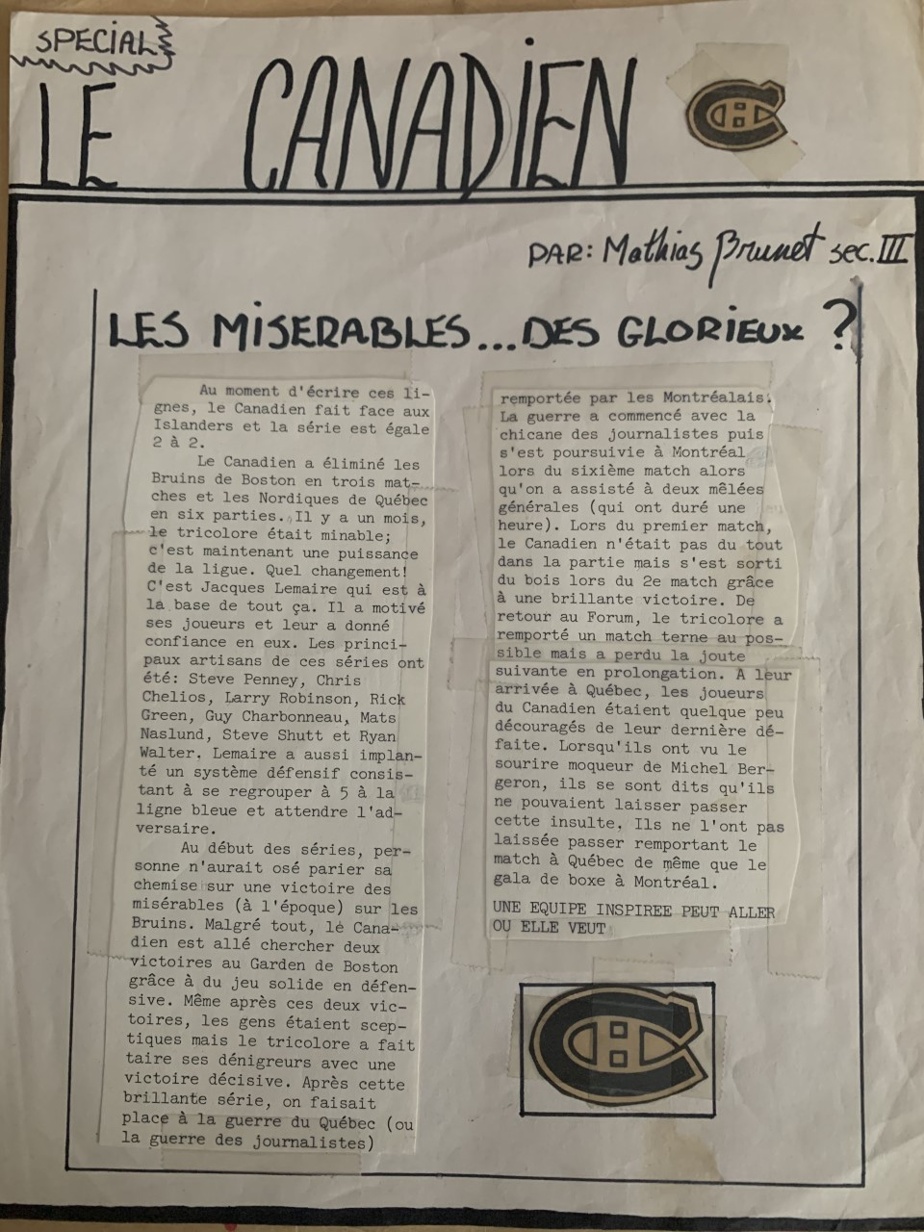 SPECIAL
LE CANADIEN
PAR: Mathias Brunet sec. III
LES MISERABLES...DES GLORIEUX ?
Au moment d'écrire ces li-
gnes, le Canadien fait face aux
Islanders et la série est égale
2 à 2.
Le Canadien a éliminé les
Bruins de Boston en trois mat-
ches et les Nordiques de Québec
en six parties. Il y a un mois,
le tricolore était minable;
c'est maintenant une puissance
de la ligue. Quel changement!
C'est Jacques Lemaire qui est à
la base de tout ça. Il a motivé
ses joueurs et leur a donné
confiance en eux. Les princi-
paux artisans de ces séries ont
été: Steve Penney, Chris
Chelios, Larry Robinson, Rick
Green, Guy Charbonneau, Mats
Naslund, Steve Shutt et Ryan
Walter. Lemaire a aussi implan-
té un système défensif consis-
tant à se regrouper à 5 à la
ligne bleue et attendre l'ad-
versaire.
Au début des séries, per-
sonne n'aurait osé parier sa
chemise sur une victoire des
misérables (à l'époque) sur les
Bruins. Malgré tout, le Cana-
dien est allé chercher deux
victoires au Garden de Boston
grâce à du jeu solide en défen-
sive. Même après ces deux vic-
toires, les gens étaient scep-
tiques mais le tricolore a fait
taire ses dénigreurs avec une
victoire décisive. Après cette
brillante série, on faisait
place à la guerre du Québec (ou
la guerre des journalistes)
remportée par les Montréalais.
La guerre a commencé avec la
chicane des journalistes puis
s'est poursuivie à Montréal
lors du sixième match alors
qu'on a assisté à deux mêlées
générales (qui ont duré une
heure). Lors du premier match,
le Canadien n'était pas du tout
dans la partie mais s'est sorti
du bois lors du 2e match grâce
à une brillante victoire. De
retour au Forum, le tricolore a
remporté un match terne au pos-
sible mais a perdu la joute
suivante en prolongation. A leur
arrivée à Québec, les joueurs
du Canadien étaient quelque peu
découragés de leur dernière dé-
faite. Lorsqu'ils ont vu le
sourire moqueur de Michel Ber-
geron, ils se sont dits qu'ils
ne pouvaient laisser passer
cette insulte. Ils ne l'ont pas
laissée passer remportant le
match à Québec de même que le
gala de boxe à Montréal.
UNE EQUIPE INSPIREE PEUT ALLER
OU ELLE VEUT